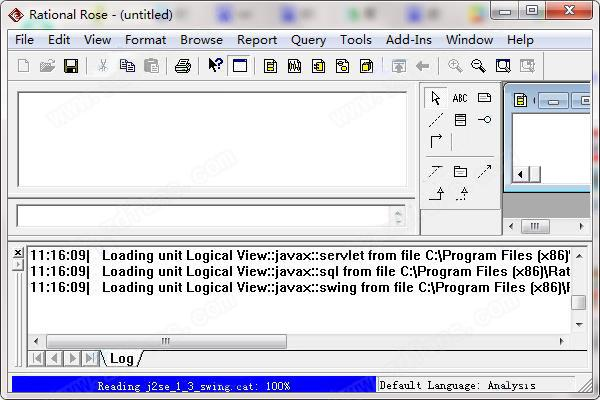 Rational Rose - (untitled)
File Edit View Format Browse Report Query Tools Add-Ins Window Help
ABC
11:16:09| Loading unit Logical View::javax::servlet from file C:\Program Files (x86)\
11:16:09| Loading unit Logical View::javax::sql from file C:\Program Files (x86)\Rat
11:16:09| Loading unit Logical View::javax::swing from file C:\Program Files (x86)\F
Log
Reading j2se_1_3_swing.cat: 100%
Default Language: Analysis